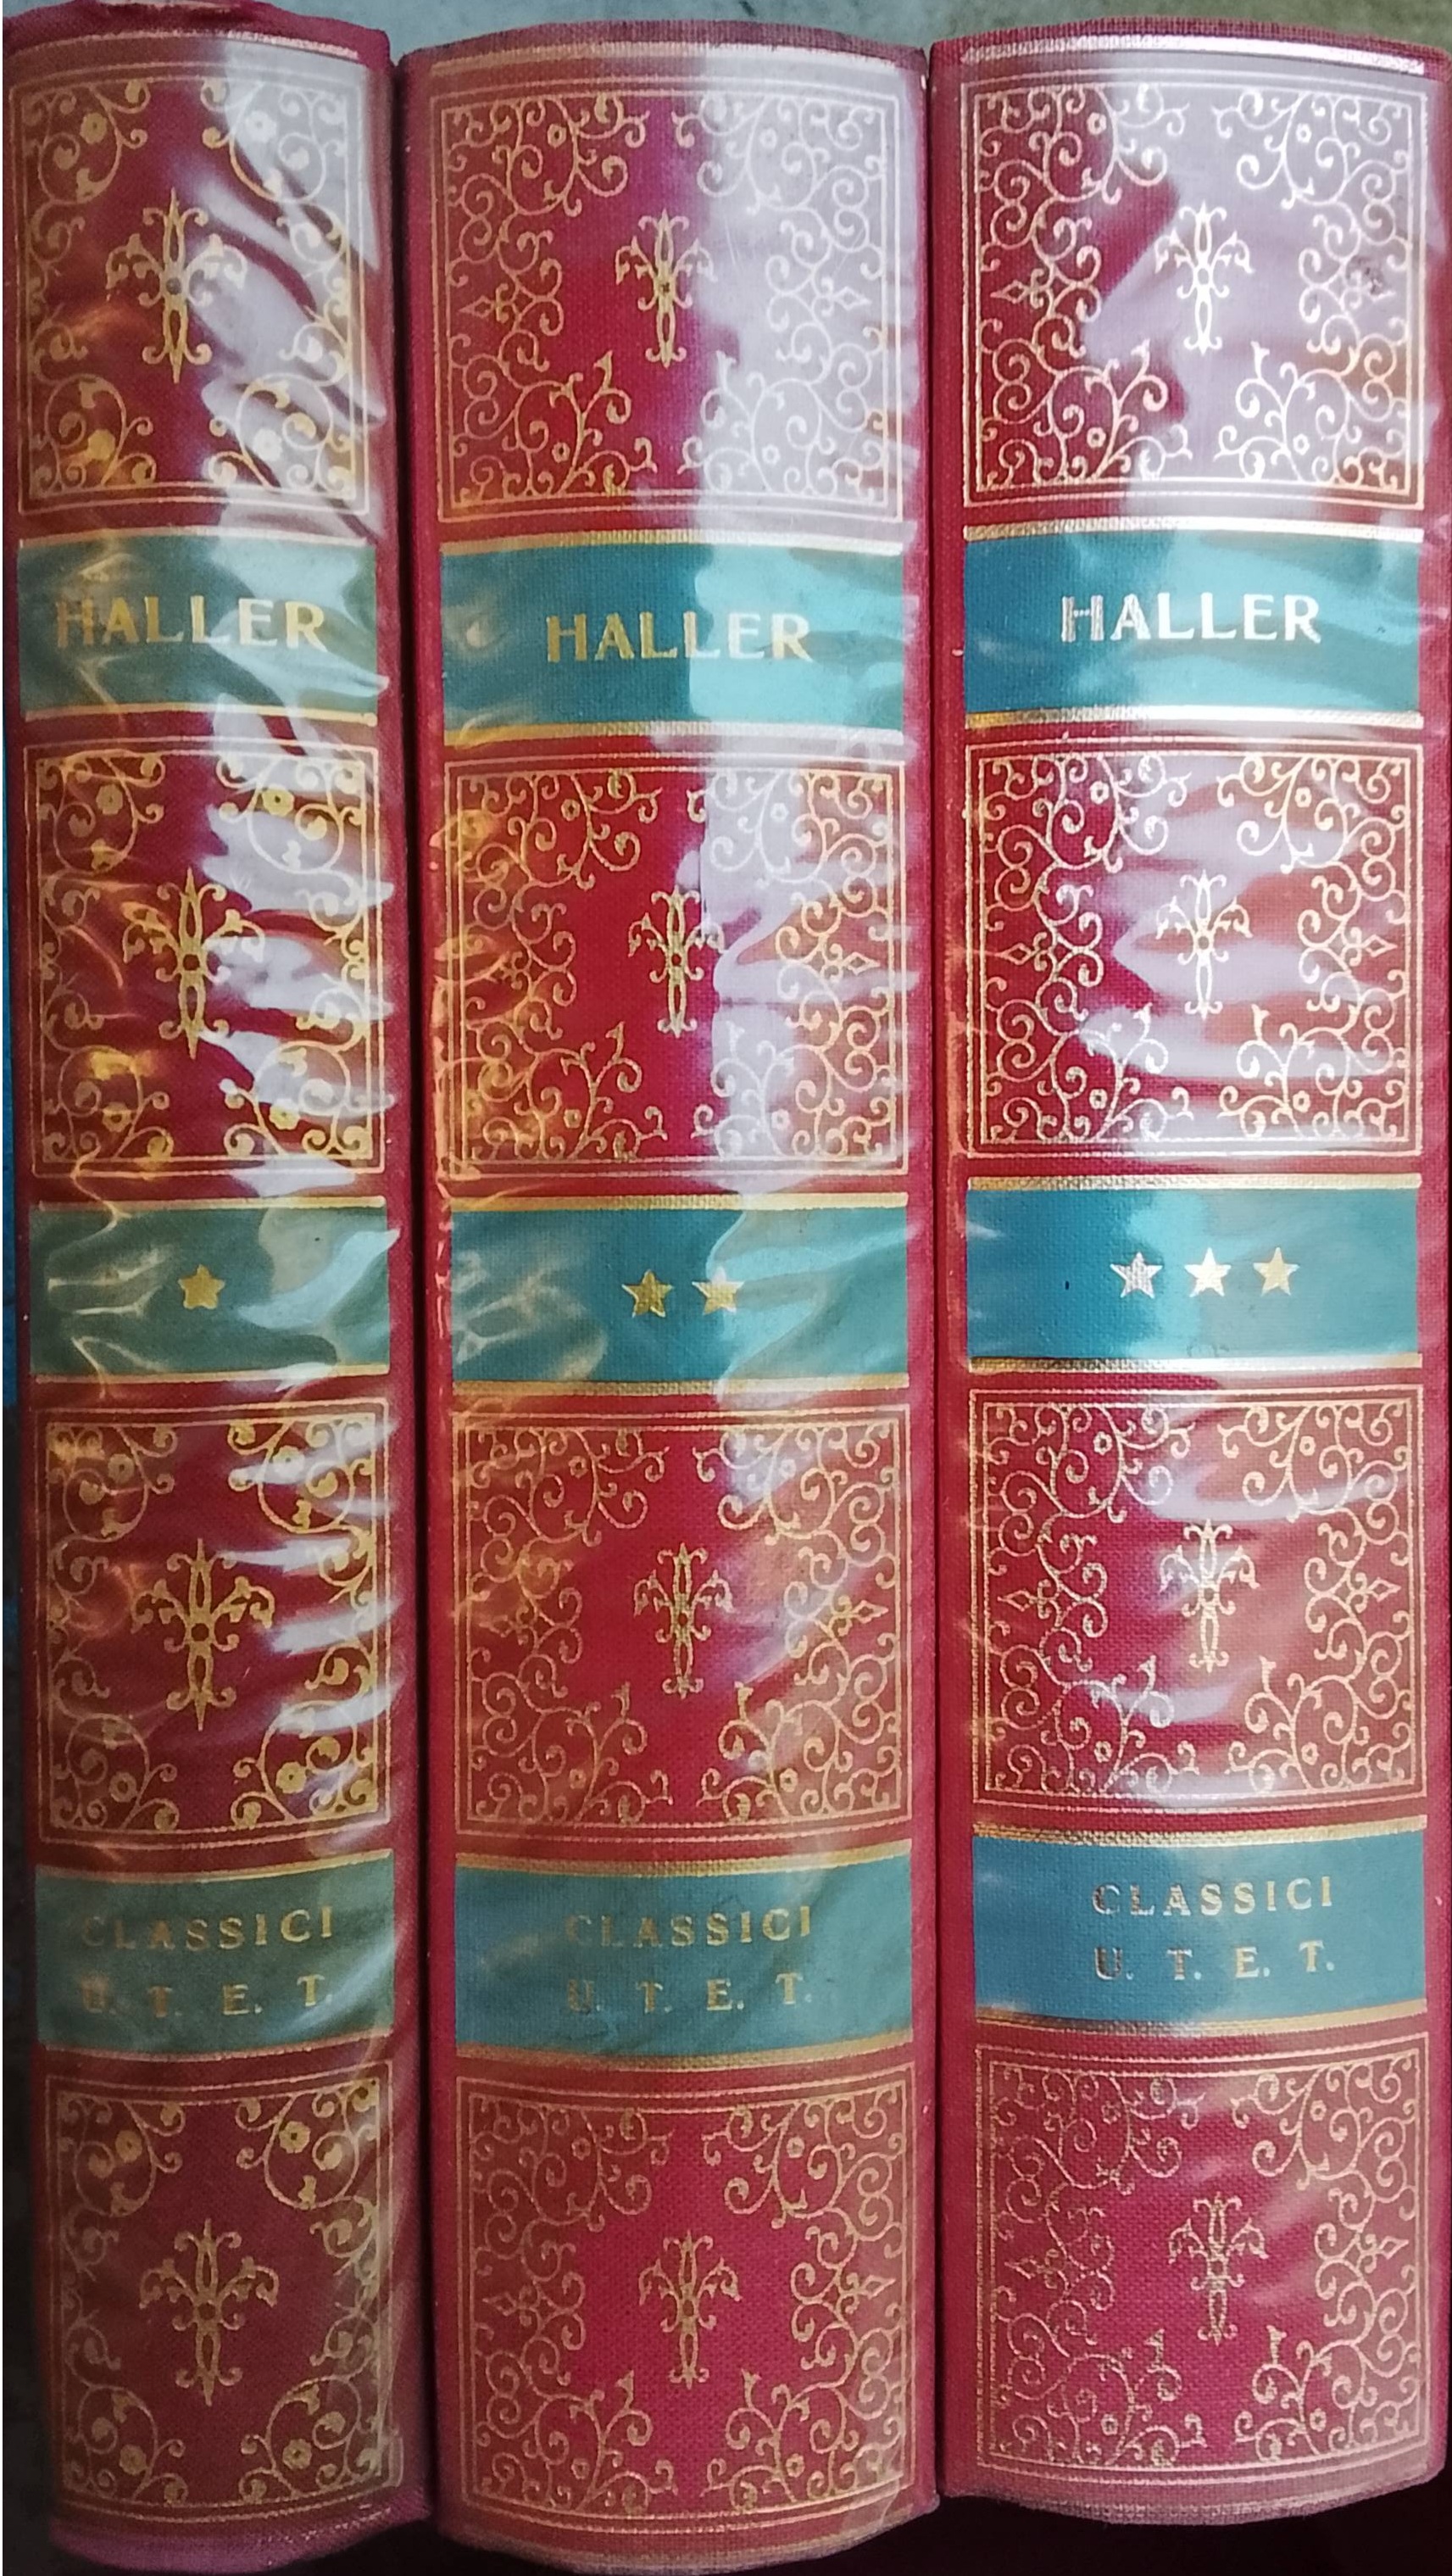 HALLER
★
CLASSICI
U. T. E. T.
HALLER
★ ★
CLASSICI
U. T. E. T.
HALLER
★ ★ ★
CLASSICI
U. T. E. T.